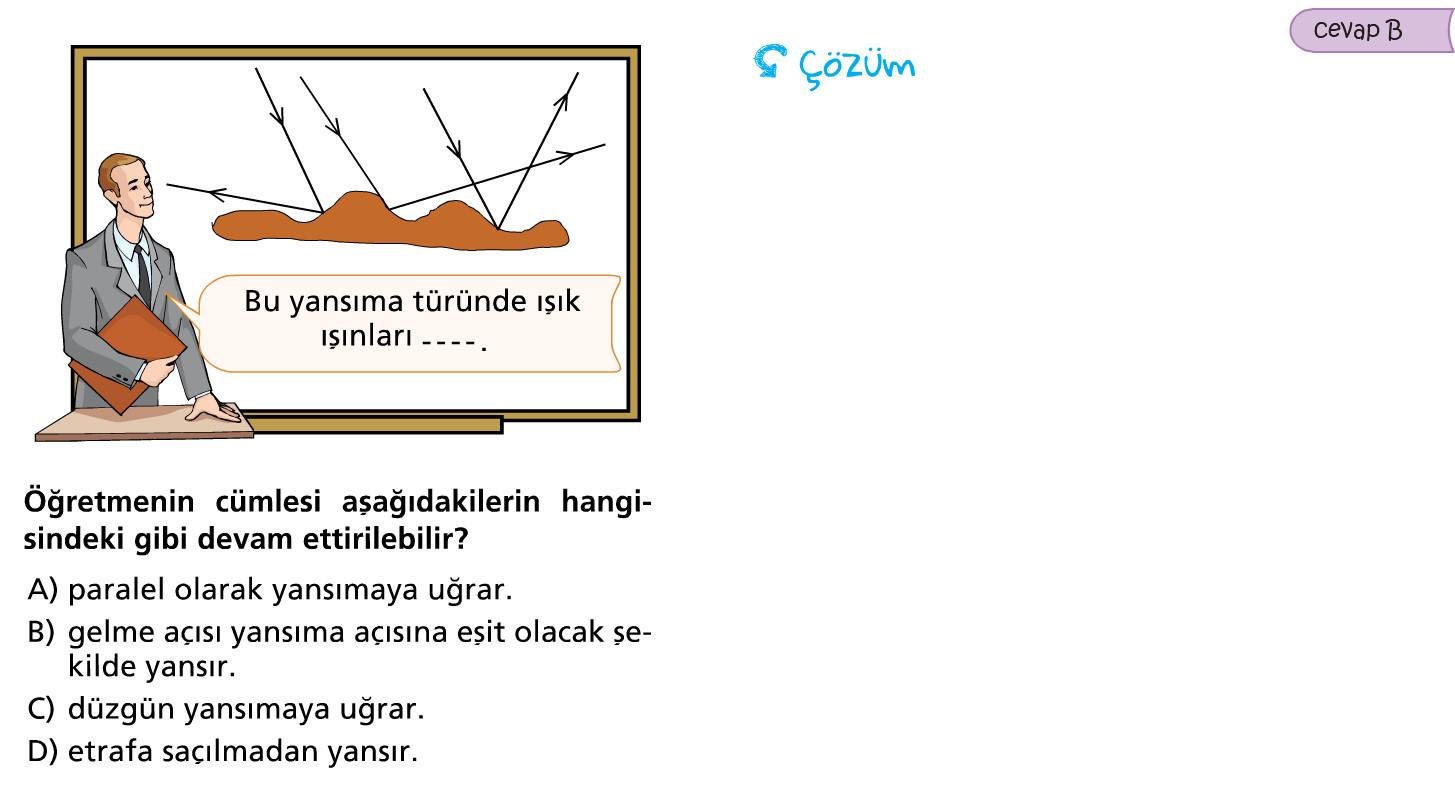 Bu yansıma türünde ışık
ışınları ----.
Öğretmenin cümlesi aşağıdakilerin hangi-
sindeki gibi devam ettirilebilir?
A) paralel olarak yansımaya uğrar.
B) gelme açısı yansıma açısına eşit olacak şe-
kilde yansır.
C) düzgün yansımaya uğrar.
D) etrafa saçılmadan yansır.
Çözüm
cevap B